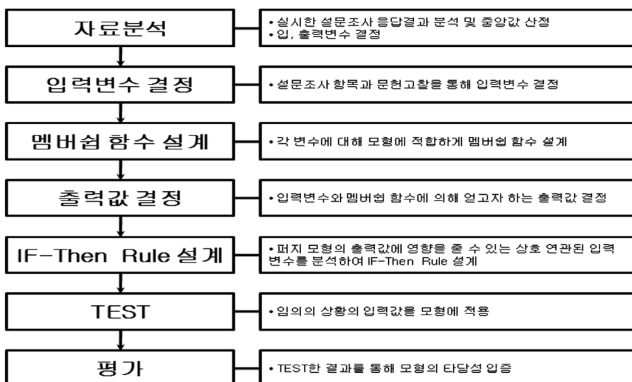 자료분석
• 실시한 설문조사 응답결과 분석 및 중앙값 산정
• 입, 출력변수 결정
입력변수 결정
• 설문조사 항목과 문헌고찰을 통해 입력변수 결정
멤버쉽 함수 설계
• 각 변수에 대해 모형에 적합하게 멤버쉽 함수 설계
출력값 결정
• 입력변수와 멤버쉽 함수에 의해 얻고자 하는 출력값 결정
IF-Then Rule 설계
• 퍼지 모형의 출력값에 영향을 줄 수 있는 상호 연관된 입력
변수를 분석하여 IF-Then Rule 설계
TEST
• 임의의 상황의 입력값을 모형에 적용
평가
• TEST한 결과를 통해 모형의 타당성 입증